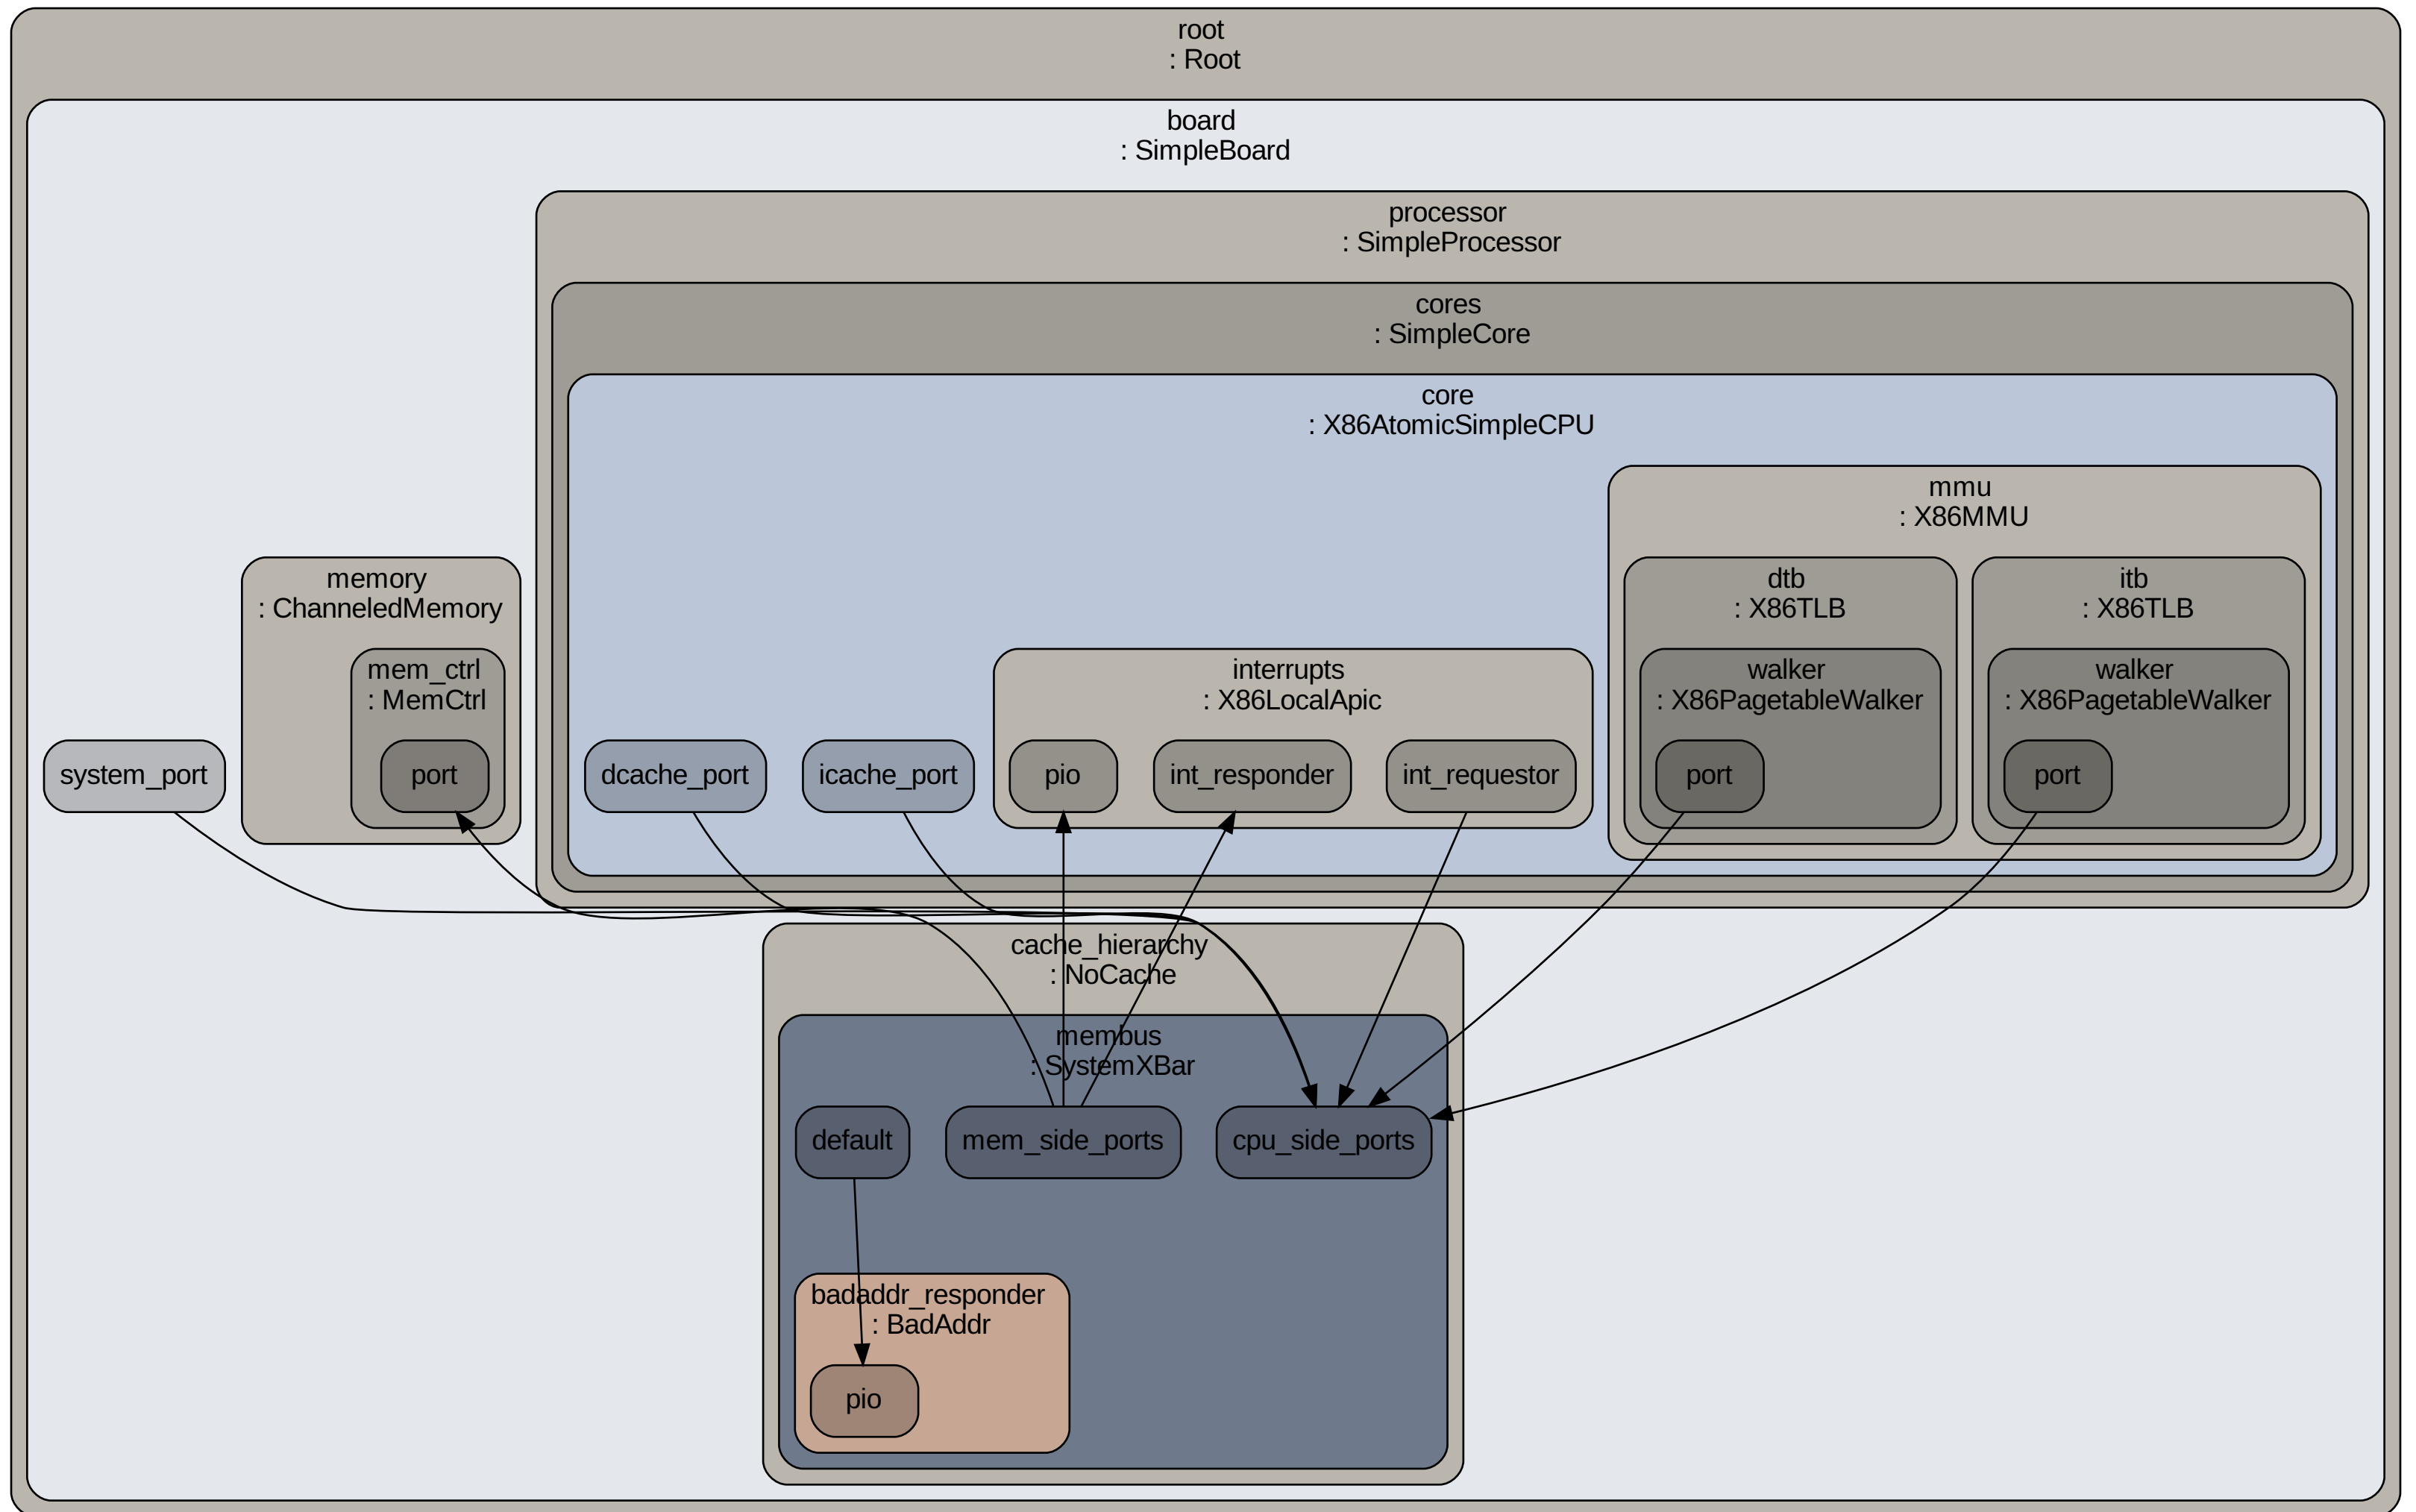 root
: Root
board
: SimpleBoard
processor
: SimpleProcessor
cores
: SimpleCore
core
: X86AtomicSimpleCPU
mmu
: X86MMU
memory
: ChanneledMemory
dtb
: X86TLB
itb
: X86TLB
mem_ctrl
: MemCtrl
interrupts
: X86LocalApic
walker
: X86PagetableWalker
walker
: X86PagetableWalker
system_port
port
dcache_port
icache_port
pio
int_responder
int_requestor
port
port
cache_hierarchy
: NoCache
membus
: SystemXBar
default
mem_side_ports
cpu_side_ports
badaddr_responder
: BadAddr
pio